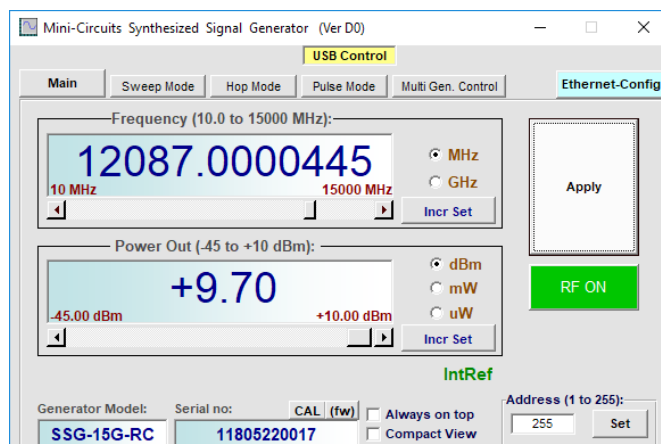 Mini-Circuits Synthesized Signal Generator (Ver D0)
USB Control
Main Sweep Mode Hop Mode Pulse Mode Multi Gen. Control Ethernet-Config
Frequency (10.0 to 15000 MHz):
12087.0000445
10 MHz 15000 MHz
MHz
GHz
Incr Set
Apply
Power Out (-45 to +10 dBm):
+9.70
-45.00 dBm +10.00 dBm
dBm
mW
uW
Incr Set
RF ON
IntRef
Generator Model: Serial no: CAL (fw)
SSG-15G-RC 11805220017
Always on top
Compact View
Address (1 to 255):
255 Set